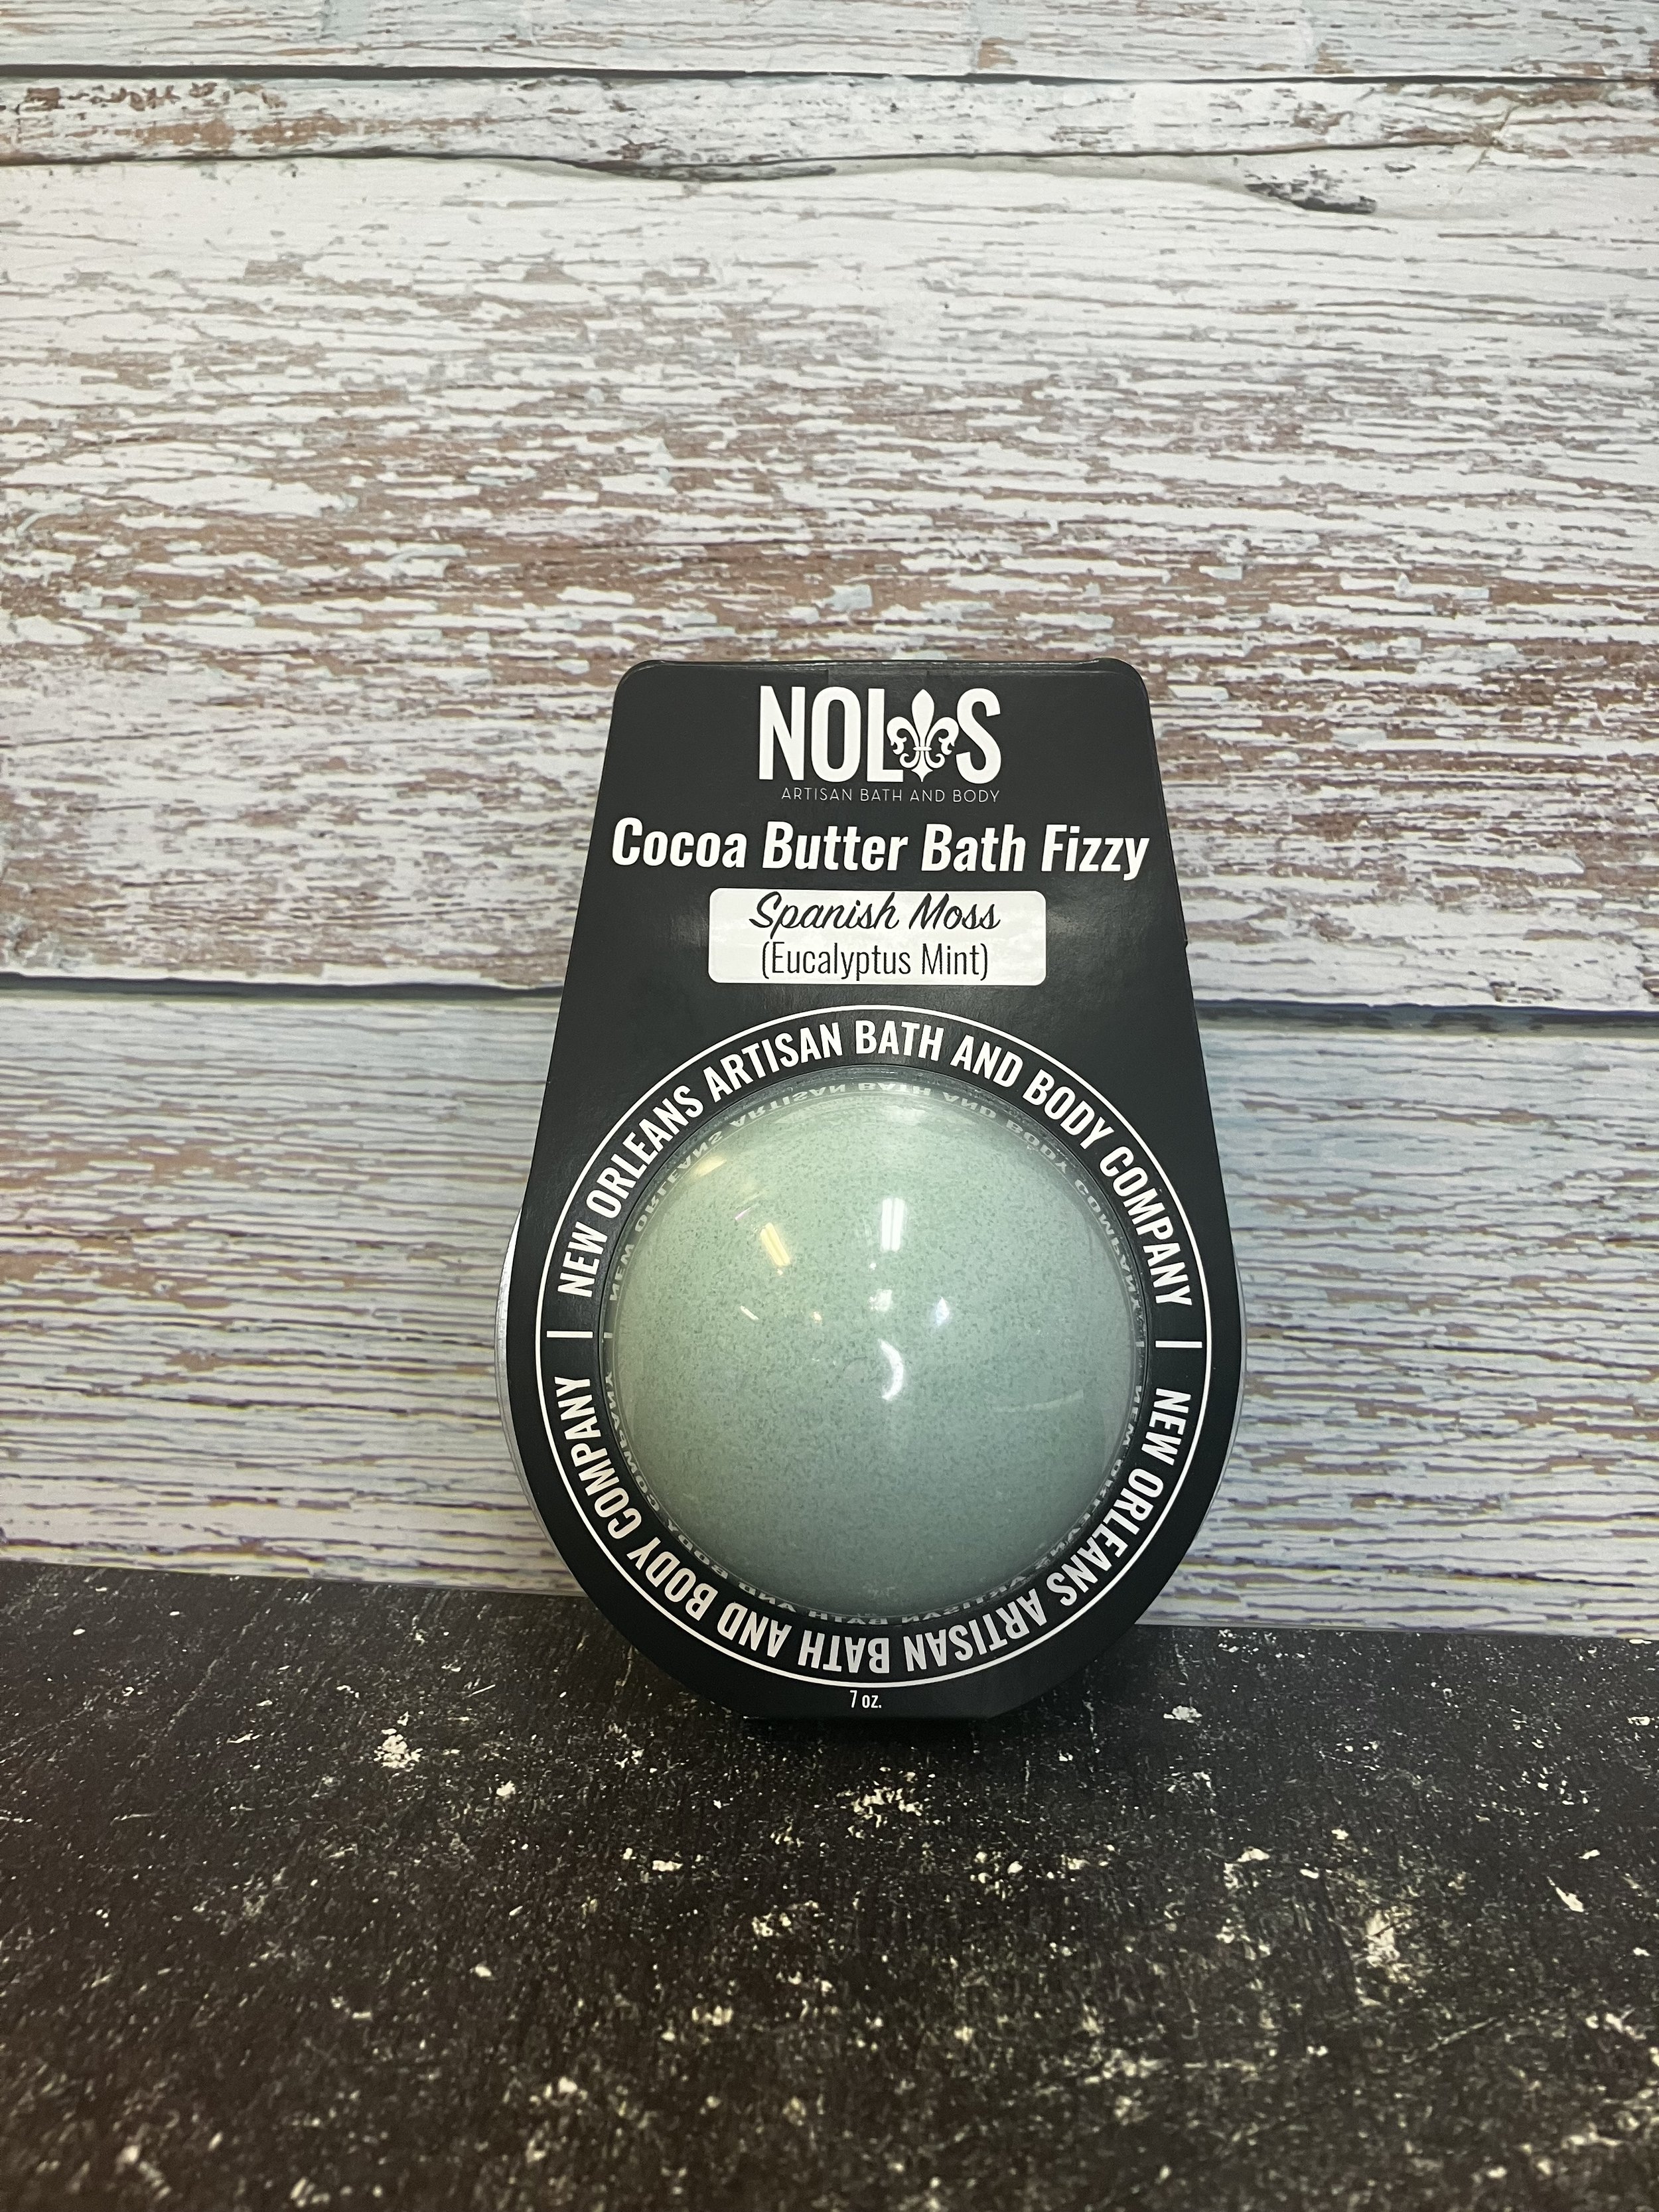 NOL⚜S
ARTISAN BATH AND BODY
Cocoa Butter Bath Fizzy
Spanish Moss
(Eucalyptus Mint)
NEW ORLEANS ARTISAN BATH AND BODY COMPANY |
NEW ORLEANS ARTISAN BATH AND BODY COMPANY |
7 oz.